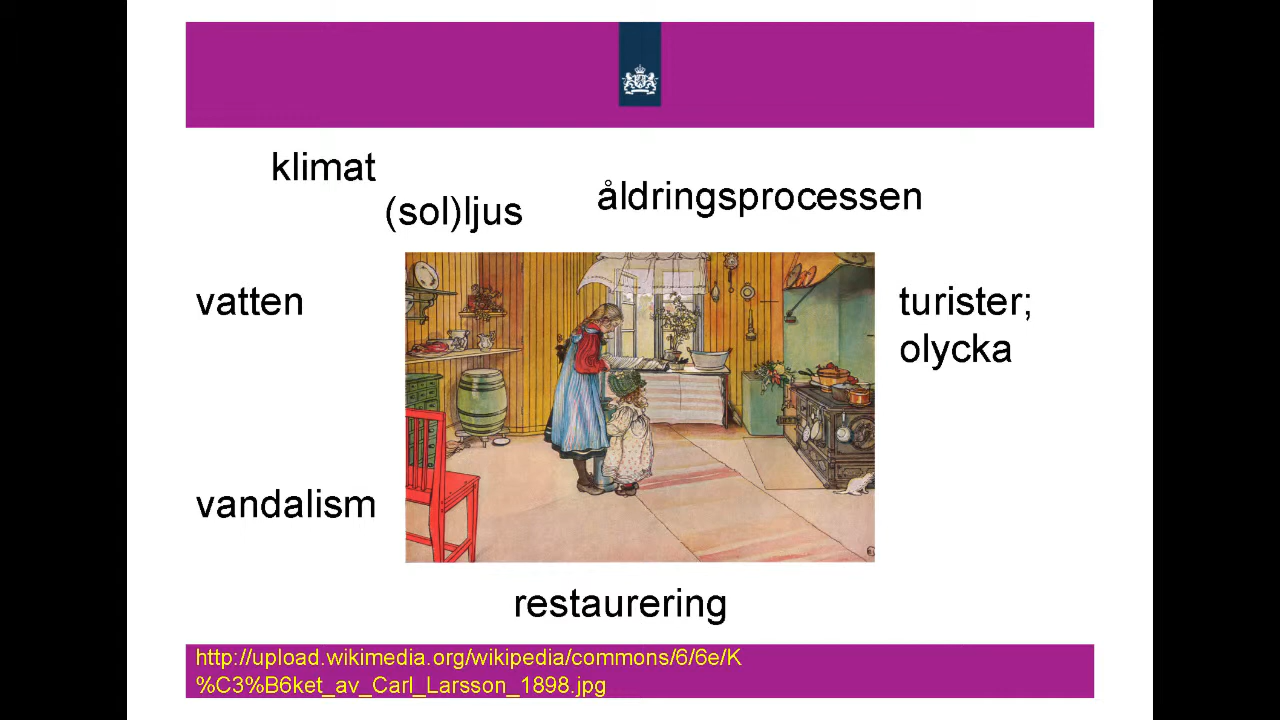 klimat
(sol)ljus
åldringsprocessen
vatten
turister;
olycka
vandalism
restaurering
http://upload.wikimedia.org/wikipedia/commons/6/6e/K
%C3%B6ket_av_Carl_Larsson_1898.jpg